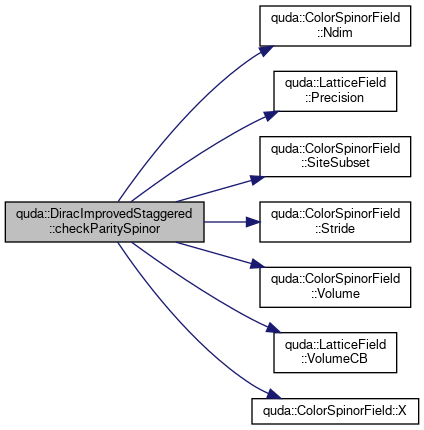 quda::ColorSpinorField
::Ndim
quda::LatticeField
::Precision
quda::ColorSpinorField
::SiteSubset
quda::DiracImprovedStaggered
::checkParitySpinor
quda::ColorSpinorField
::Stride
quda::ColorSpinorField
::Volume
quda::LatticeField
::VolumeCB
quda::ColorSpinorField::X